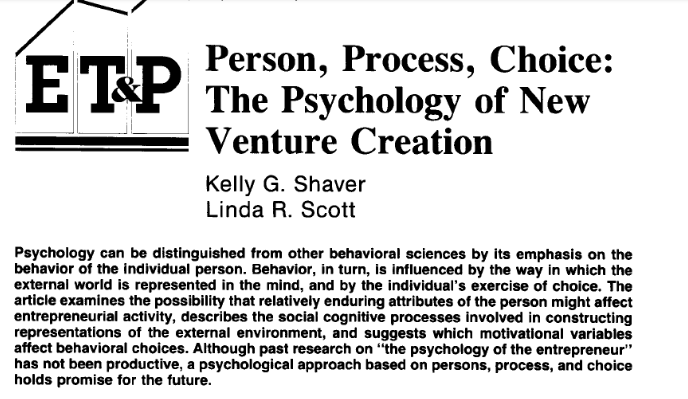 ET&P
Person, Process, Choice:
The Psychology of New
Venture Creation
Kelly G. Shaver
Linda R. Scott
Psychology can be distinguished from other behavioral sciences by its emphasis on the
behavior of the individual person. Behavior, in turn, is influenced by the way in which the
external world is represented in the mind, and by the individual's exercise of choice. The
article examines the possibility that relatively enduring attributes of the person might affect
entrepreneurial activity, describes the social cognitive processes involved in constructing
representations of the external environment, and suggests which motivational variables
affect behavioral choices. Although past research on "the psychology of the entrepreneur"
has not been productive, a psychological approach based on persons, process, and choice
holds promise for the future.